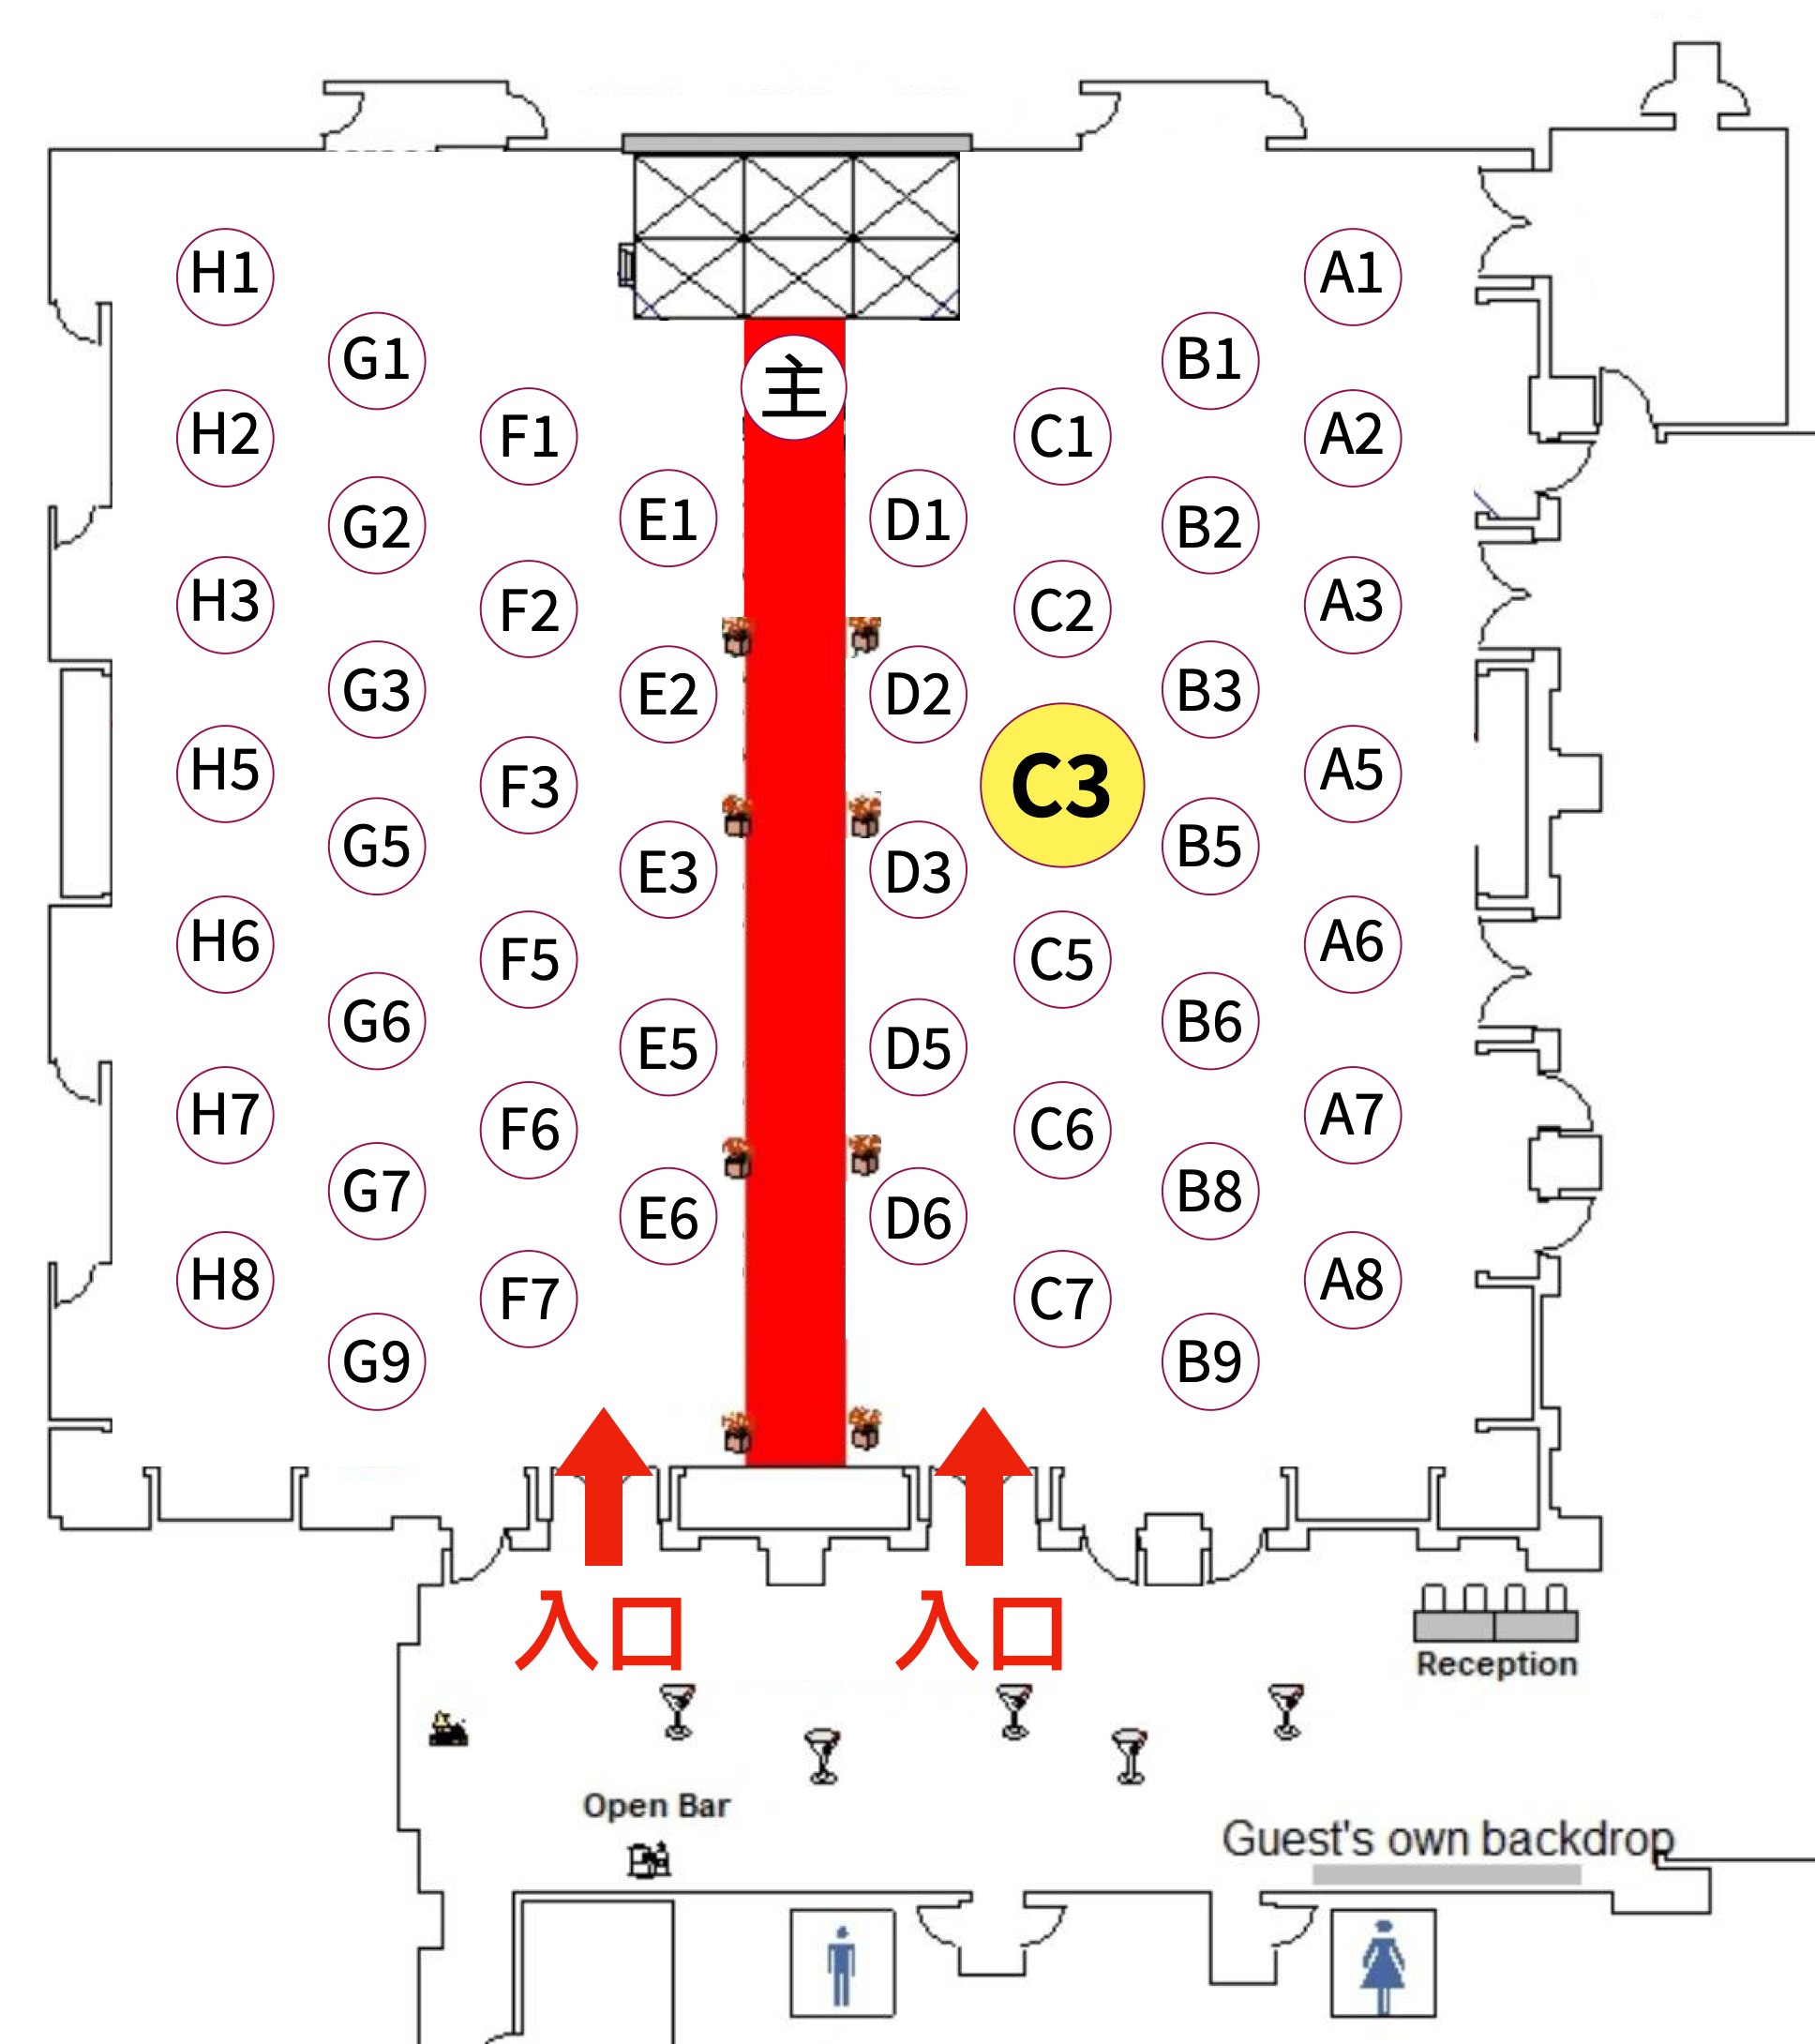 H1
A1
G1
B1
主
H2
F1
C1
A2
G2
E1
D1
B2
H3
F2
C2
A3
G3
E2
D2
B3
H5
F3
C3
A5
G5
E3
D3
B5
H6
F5
C5
A6
G6
E5
D5
B6
H7
F6
C6
A7
G7
E6
D6
B8
H8
F7
C7
A8
G9
B9
入口
入口
Reception
Open Bar
Guest's own backdrop